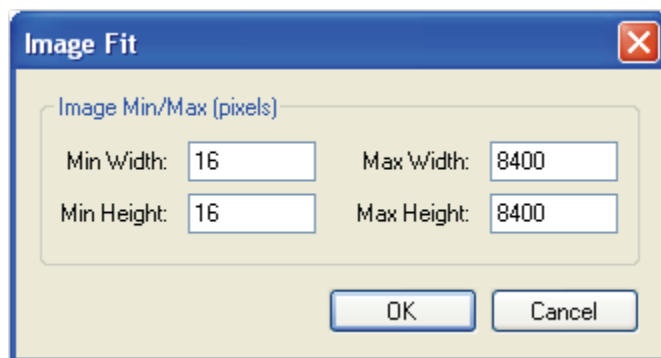 Image Fit
Image Min/Max (pixels)
Min Width: 16 Max Width: 8400
Min Height: 16 Max Height: 8400
OK Cancel